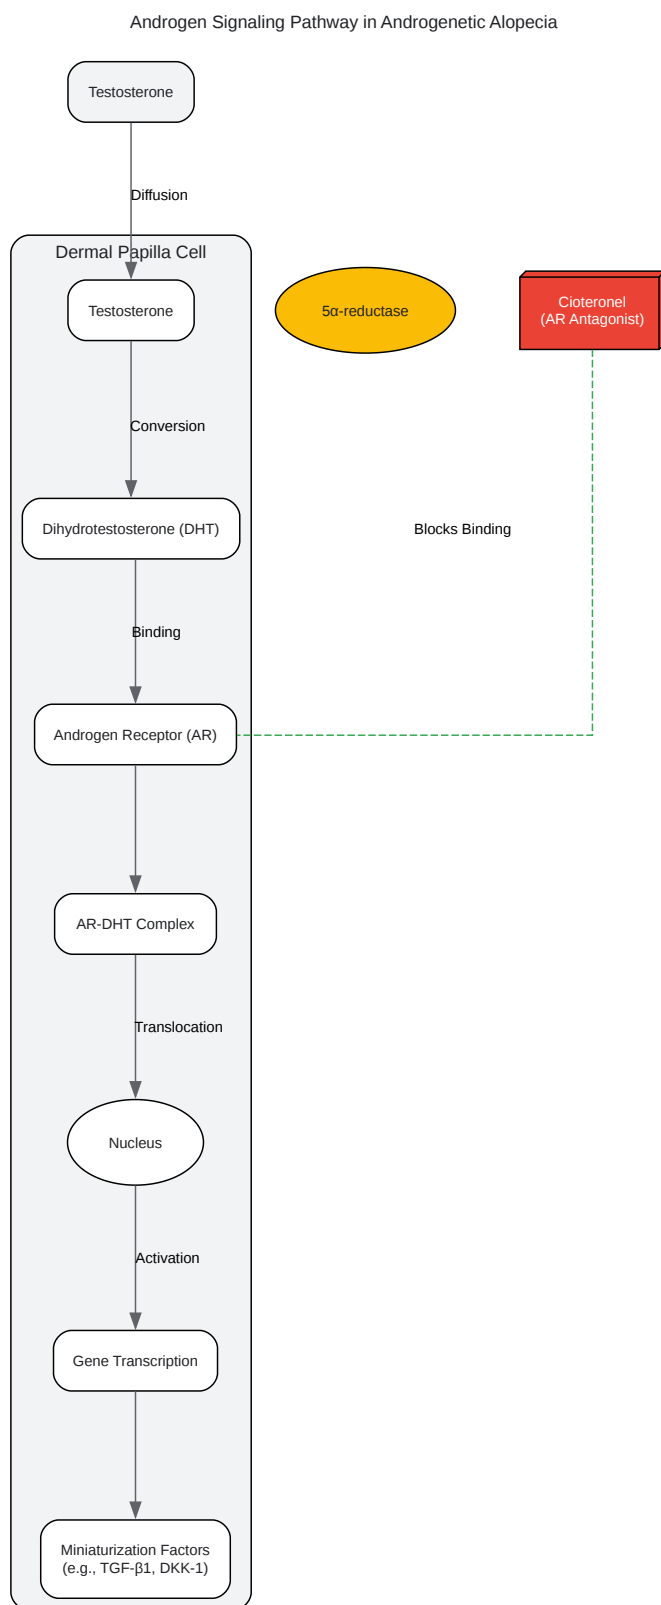 Androgen Signaling Pathway in Androgenetic Alopecia
Testosterone
Diffusion
Dermal Papilla Cell
Testosterone
5α-reductase
Cioteronel
(AR Antagonist)
Conversion
Dihydrotestosterone (DHT)
Blocks Binding
Binding
Androgen Receptor (AR)
AR-DHT Complex
Translocation
Nucleus
Activation
Gene Transcription
Miniaturization Factors
(e.g., TGF-β1, DKK-1)